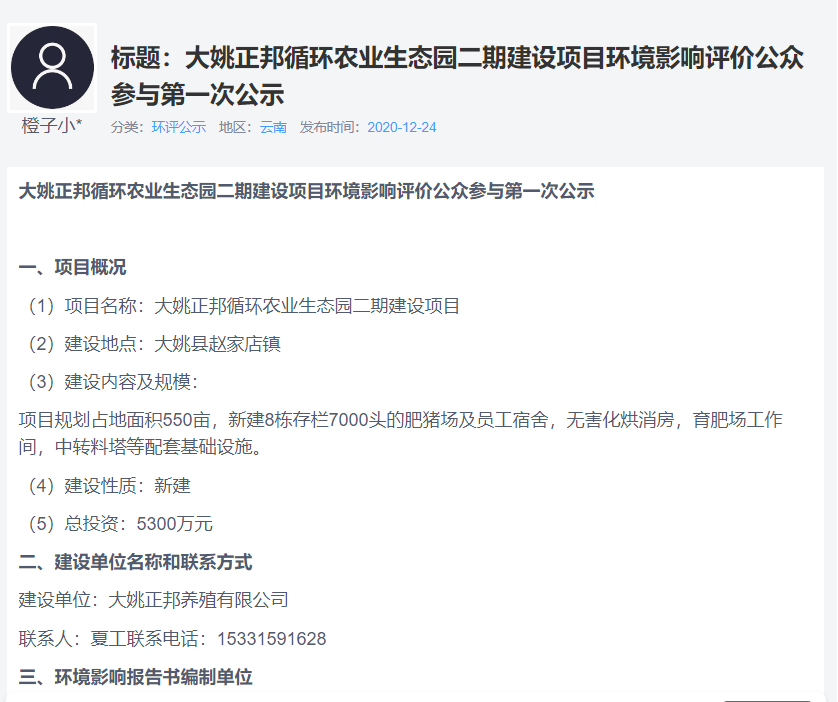 标题：大姚正邦循环农业生态园二期建设项目环境影响评价公众
参与第一次公示
橙子小*
分类：环评公示 地区：云南 发布时间：2020-12-24
大姚正邦循环农业生态园二期建设项目环境影响评价公众参与第一次公示
一、项目概况
（1）项目名称：大姚正邦循环农业生态园二期建设项目
（2）建设地点：大姚县赵家店镇
（3）建设内容及规模：
项目规划占地面积550亩，新建8栋存栏7000头的肥猪场及员工宿舍，无害化烘消房，育肥场工作
间，中转料塔等配套基础设施。
（4）建设性质：新建
（5）总投资：5300万元
二、建设单位名称和联系方式
建设单位：大姚正邦养殖有限公司
联系人：夏工联系电话：15331591628
三、环境影响报告书编制单位